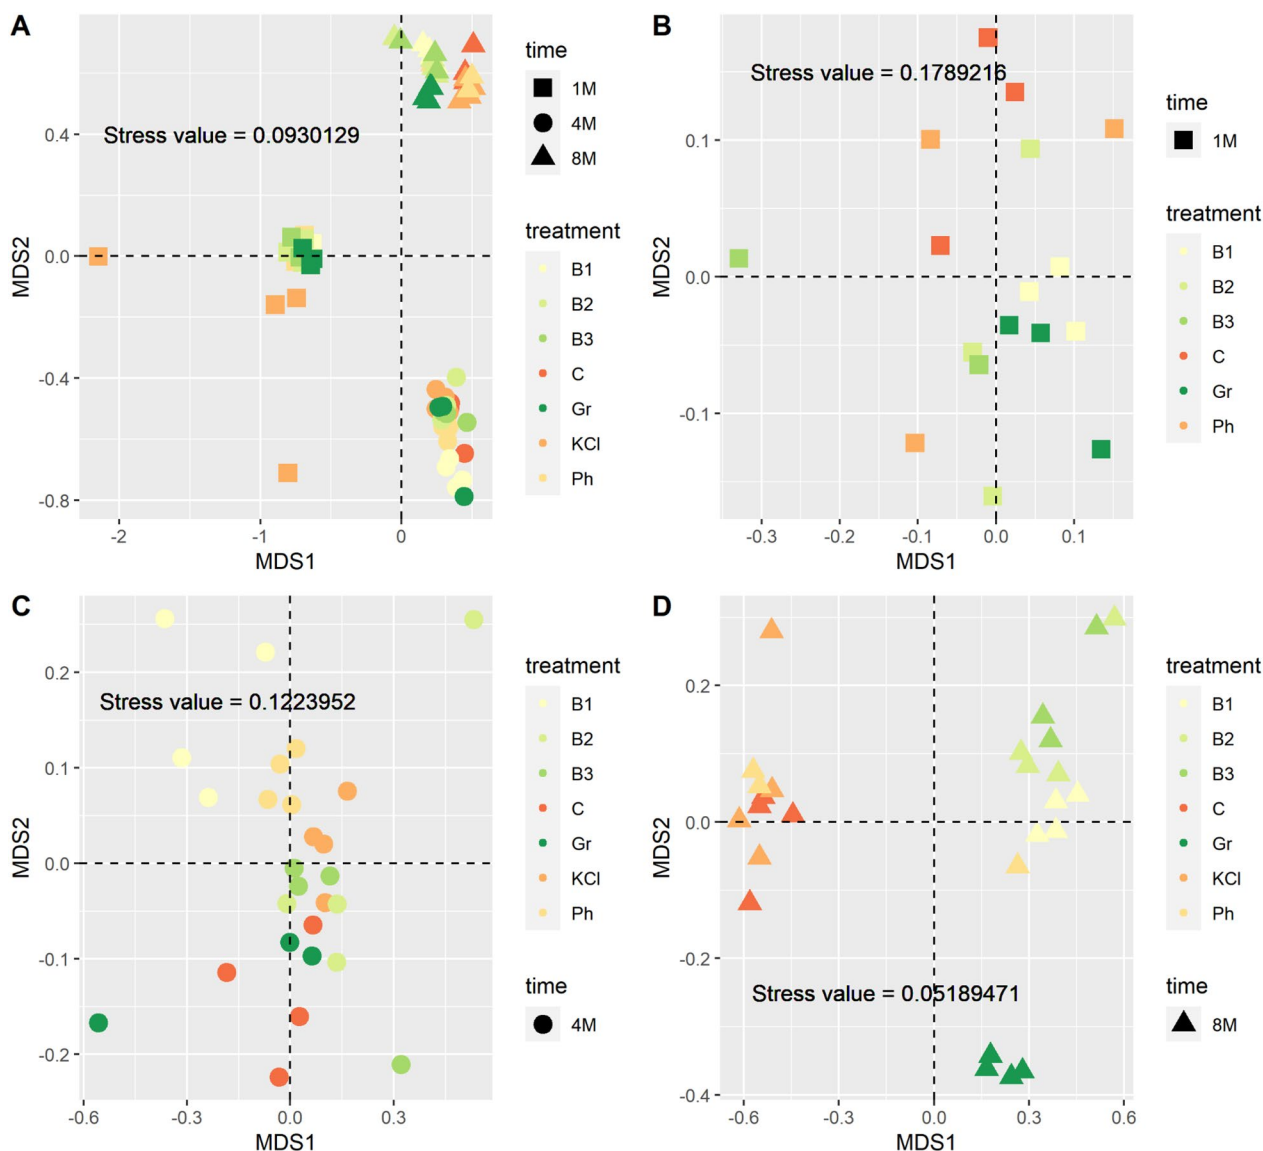 A
Stress value = 0.0930129
0.4
0.0
-0.4
-0.8
MDS2
-2
-1
0
MDS1
time
1M
4M
8M
treatment
B1
B2
B3
C
Gr
KCl
Ph
B
Stress value = 0.1789216
0.1
0.0
-0.1
MDS2
-0.3
-0.2
-0.1
0.0
0.1
MDS1
time
1M
treatment
B1
B2
B3
C
Gr
Ph
C
Stress value = 0.1223952
0.2
0.1
0.0
-0.1
-0.2
MDS2
-0.6
-0.3
0.0
0.3
MDS1
treatment
B1
B2
B3
C
Gr
KCl
Ph
time
4M
D
0.2
0.0
-0.2
-0.4
MDS2
Stress value = 0.05189471
-0.6
-0.3
0.0
0.3
0.6
MDS1
treatment
B1
B2
B3
C
Gr
KCl
Ph
time
8M